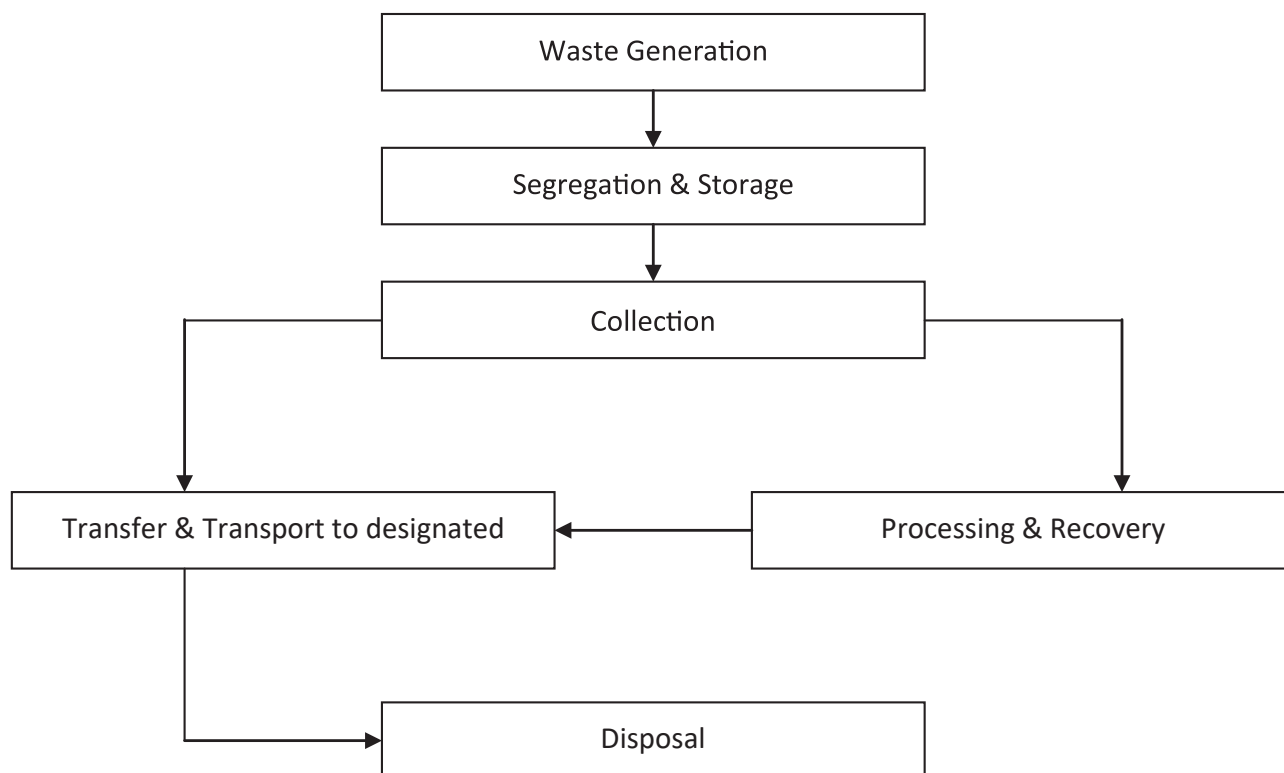 Waste Generation
Segregation & Storage
Collection
Transfer & Transport to designated
Processing & Recovery
Disposal